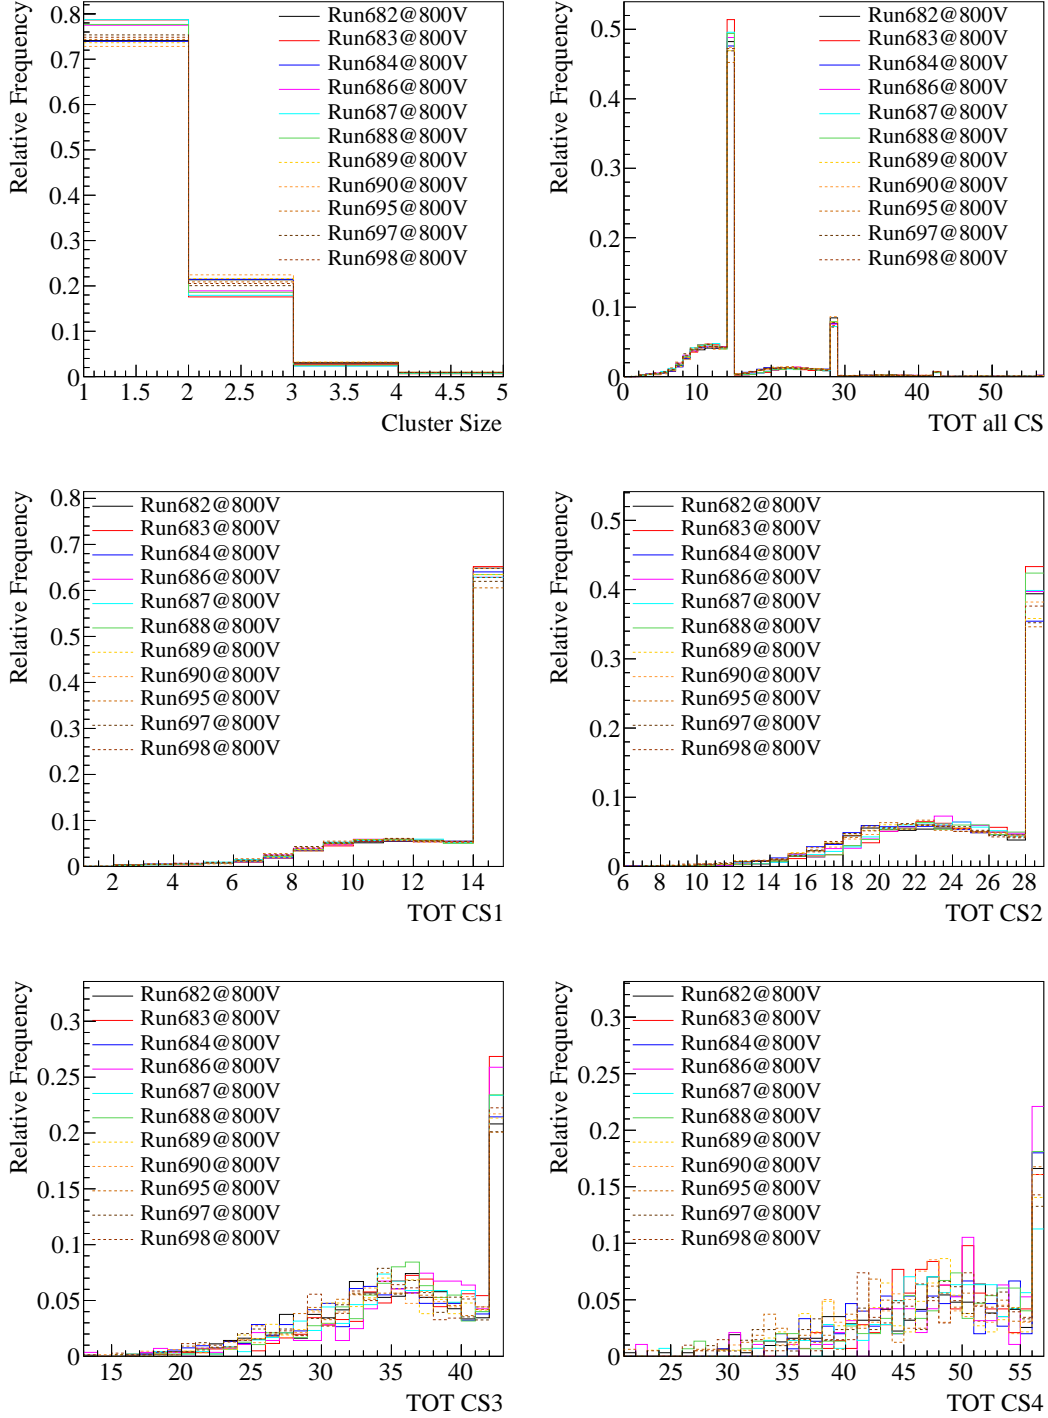 Relative Frequency
0.8
0.7
0.6
0.5
0.4
0.3
0.2
0.1
0
Run682@800V
Run683@800V
Run684@800V
Run686@800V
Run687@800V
Run688@800V
Run689@800V
Run690@800V
Run695@800V
Run697@800V
Run698@800V
1 1.5 2 2.5 3 3.5 4 4.5 5
Cluster Size
Relative Frequency
0.5
0.4
0.3
0.2
0.1
0
Run682@800V
Run683@800V
Run684@800V
Run686@800V
Run687@800V
Run688@800V
Run689@800V
Run690@800V
Run695@800V
Run697@800V
Run698@800V
0 10 20 30 40 50
TOT all CS
Relative Frequency
0.8
0.7
0.6
0.5
0.4
0.3
0.2
0.1
0
Run682@800V
Run683@800V
Run684@800V
Run686@800V
Run687@800V
Run688@800V
Run689@800V
Run690@800V
Run695@800V
Run697@800V
Run698@800V
2 4 6 8 10 12 14
TOT CS1
Relative Frequency
0.5
0.4
0.3
0.2
0.1
0
Run682@800V
Run683@800V
Run684@800V
Run686@800V
Run687@800V
Run688@800V
Run689@800V
Run690@800V
Run695@800V
Run697@800V
Run698@800V
6 8 10 12 14 16 18 20 22 24 26 28
TOT CS2
Relative Frequency
0.3
0.25
0.2
0.15
0.1
0.05
0
Run682@800V
Run683@800V
Run684@800V
Run686@800V
Run687@800V
Run688@800V
Run689@800V
Run690@800V
Run695@800V
Run697@800V
Run698@800V
15 20 25 30 35 40
TOT CS3
Relative Frequency
0.3
0.25
0.2
0.15
0.1
0.05
0
Run682@800V
Run683@800V
Run684@800V
Run686@800V
Run687@800V
Run688@800V
Run689@800V
Run690@800V
Run695@800V
Run697@800V
Run698@800V
25 30 35 40 45 50 55
TOT CS4